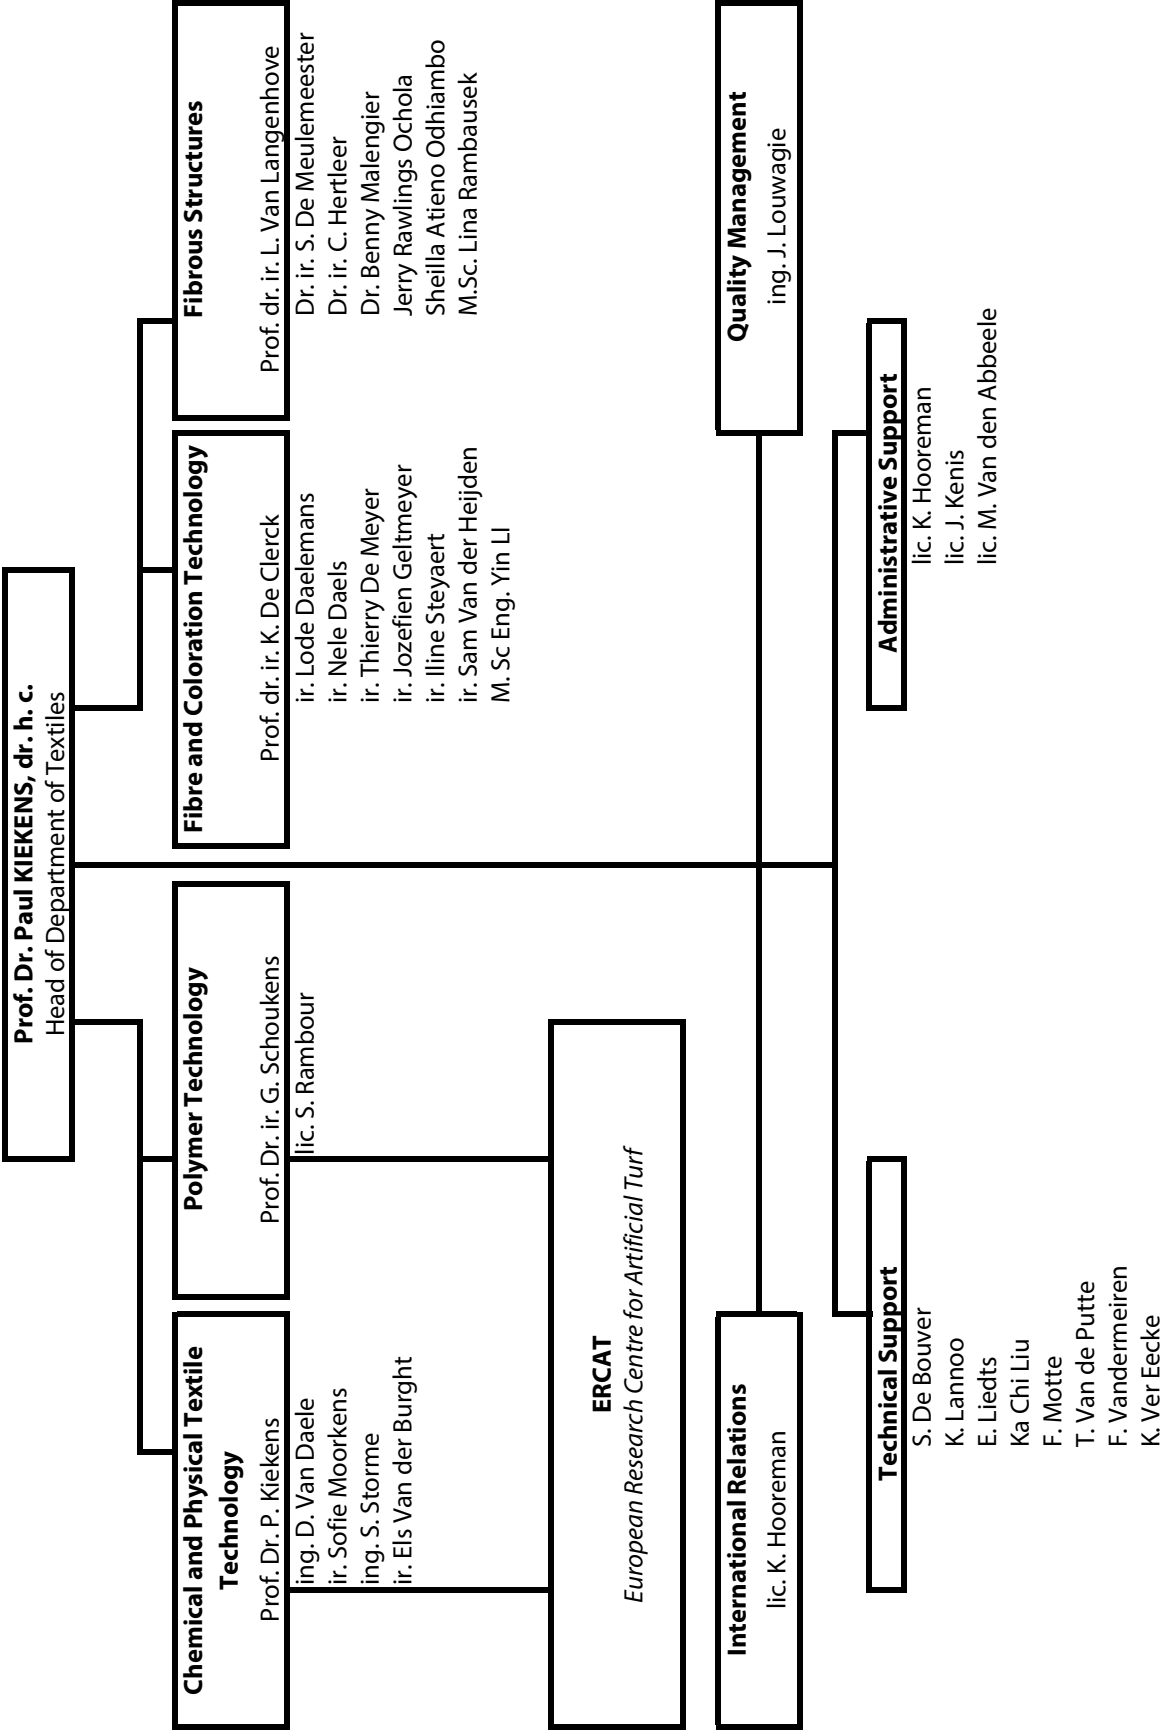 Prof. Dr. Paul KIEKENS, dr. h. c.
Head of Department of Textiles
Chemical and Physical Textile
Technology
Prof. Dr. P. Kiekens
ing. D. Van Daele
ir. Sofie Moorkens
ing. S. Storme
ir. Els Van der Burght
Polymer Technology
Prof. Dr. ir. G. Schoukens
lic. S. Rambour
Fibre and Coloration Technology
Prof. dr. ir. K. De Clerck
ir. Lode Daelemans
ir. Nele Daels
ir. Thierry De Meyer
ir. Jozefien Geltmeyer
ir. Iline Steyaert
ir. Sam Van der Heijden
M. Sc Eng. Yin LI
Fibrous Structures
Prof. dr. ir. L. Van Langenhove
Dr. ir. S. De Meulemeester
Dr. ir. C. Hertleer
Dr. Benny Malengier
Jerry Rawlings Ochola
Sheilla Atieno Odhiambo
M.Sc. Lina Rambausek
ERCAT
European Research Centre for Artificial Turf
International Relations
lic. K. Hooreman
Quality Management
ing. J. Louwagie
Technical Support
S. De Bouver
K. Lannoo
E. Liedts
Ka Chi Liu
F. Motte
T. Van de Putte
F. Vandermeiren
K. Ver Eecke
Administrative Support
lic. K. Hooreman
lic. J. Kenis
lic. M. Van den Abbeele